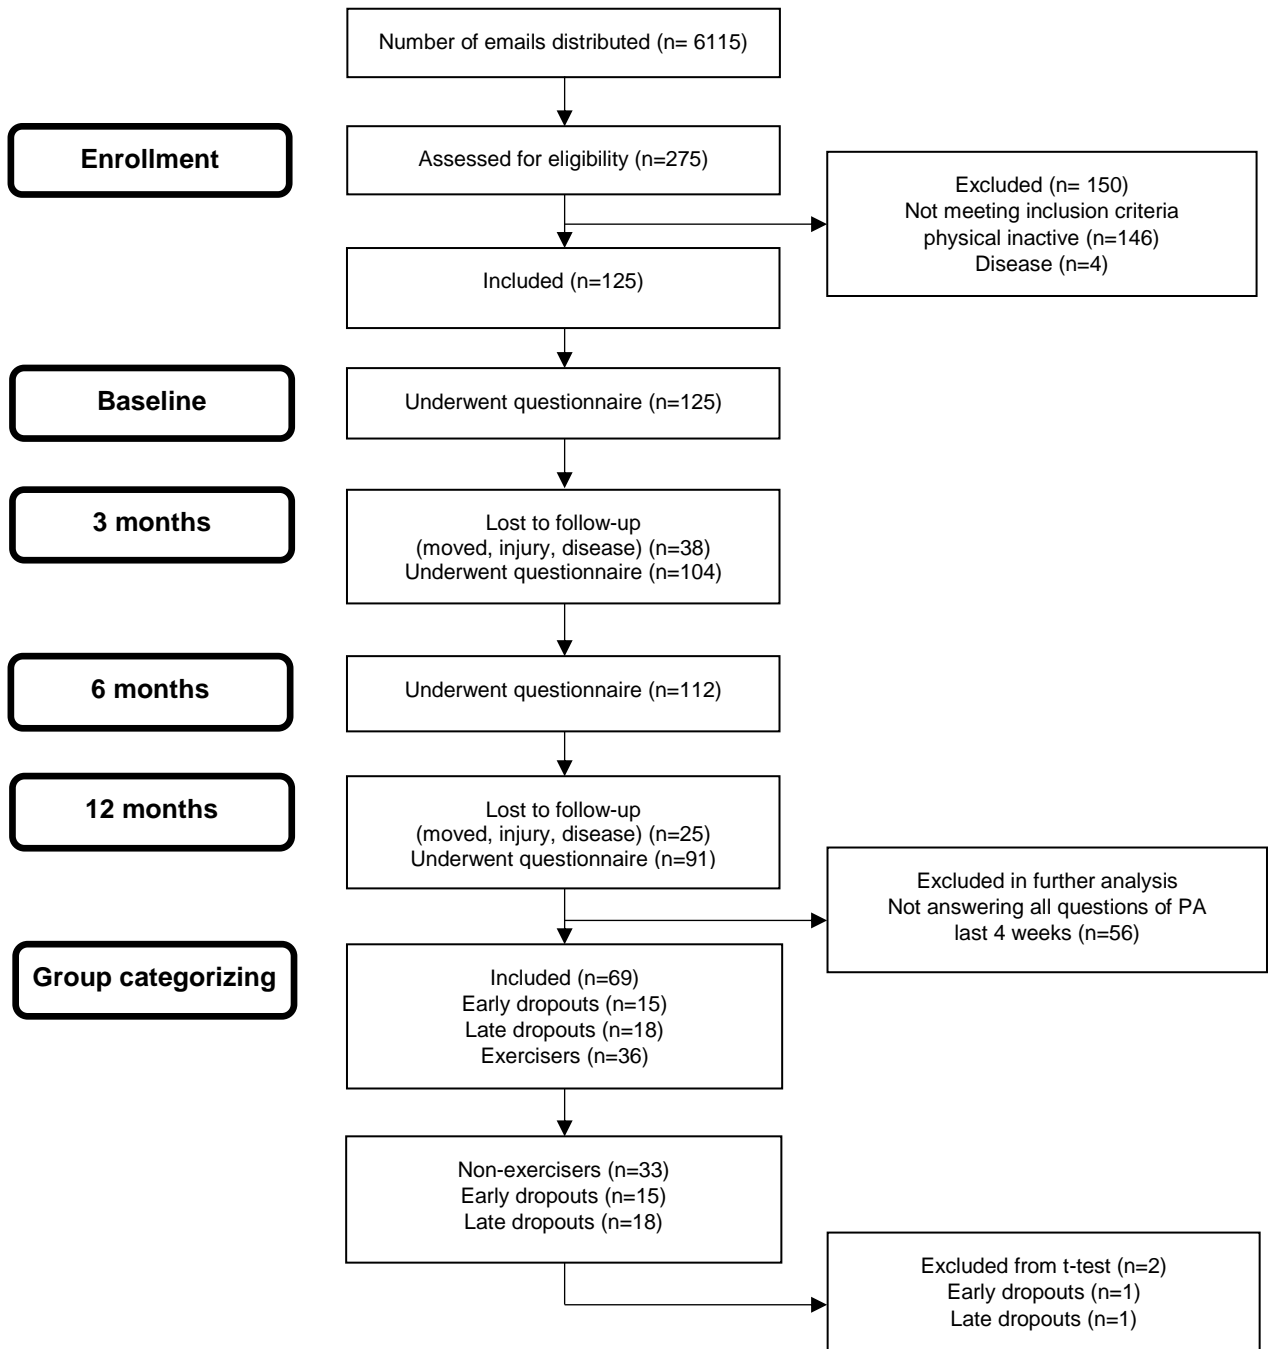 Number of emails distributed (n= 6115)
Enrollment
Assessed for eligibility (n=275)
Excluded (n= 150)
Not meeting inclusion criteria
physical inactive (n=146)
Disease (n=4)
Included (n=125)
Baseline
Underwent questionnaire (n=125)
3 months
Lost to follow-up
(moved, injury, disease) (n=38)
Underwent questionnaire (n=104)
6 months
Underwent questionnaire (n=112)
12 months
Lost to follow-up
(moved, injury, disease) (n=25)
Underwent questionnaire (n=91)
Excluded in further analysis
Not answering all questions of PA
last 4 weeks (n=56)
Group categorizing
Included (n=69)
Early dropouts (n=15)
Late dropouts (n=18)
Exercisers (n=36)
Non-exercisers (n=33)
Early dropouts (n=15)
Late dropouts (n=18)
Excluded from t-test (n=2)
Early dropouts (n=1)
Late dropouts (n=1)